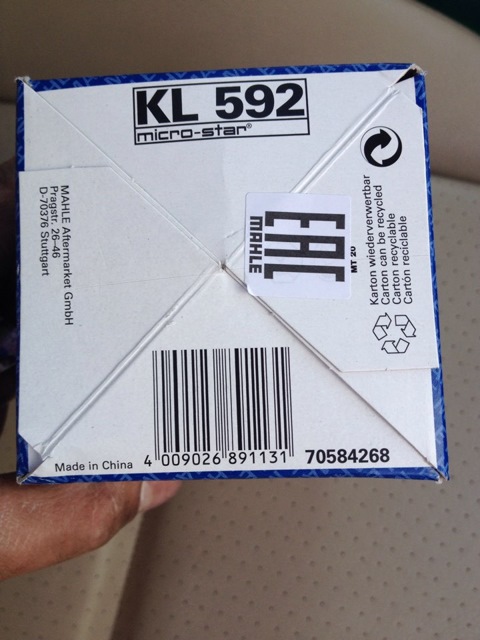 KL 592
micro-star®
MAHLE Aftermarket GmbH
Pragstr. 26-46
D-70376 Stuttgart
EAC
MAHLE
MT 20
Karton wiederverwertbar
Carton can be recycled
Carton recyclable
Cartón reciclable
Made in China
4 009026 891131
70584268